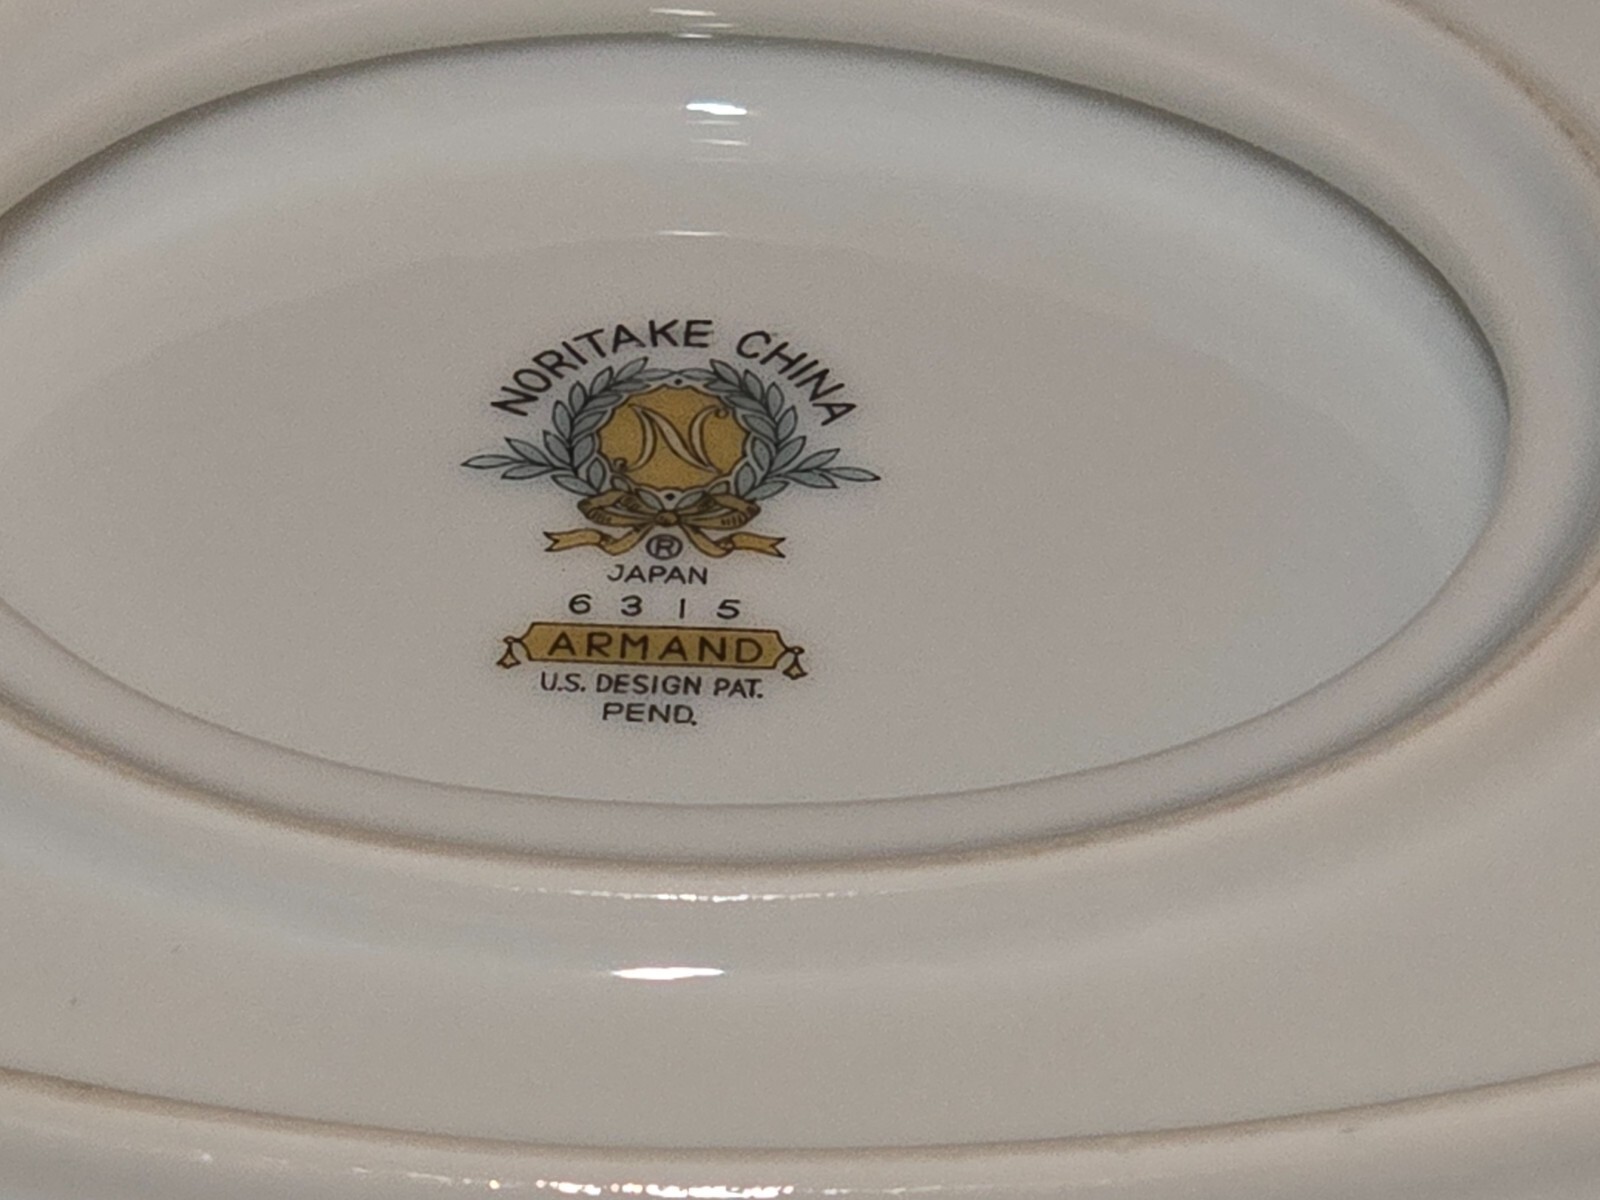 NORITAKE CHINA
N
®
JAPAN
6315
ARMAND
U.S. DESIGN PAT.
PEND.